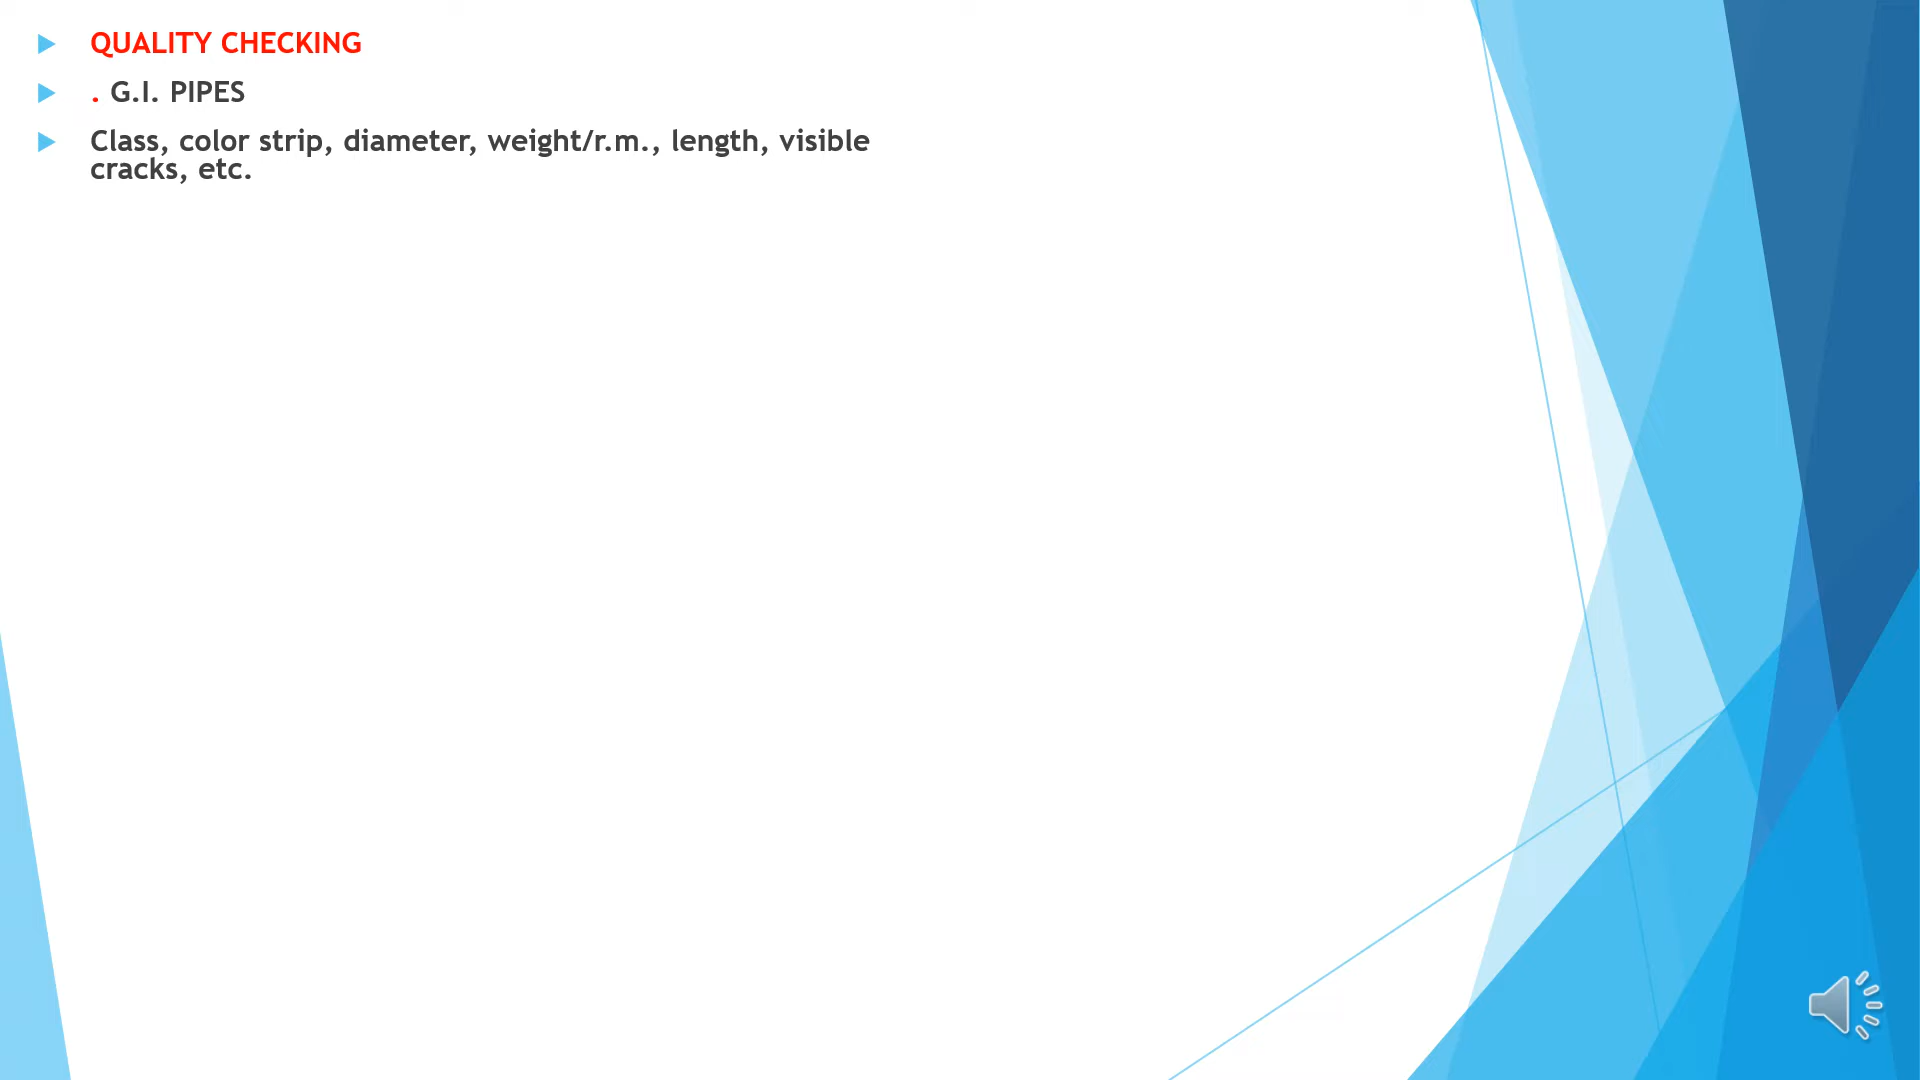 QUALITY CHECKING
. G.I. PIPES
Class, color strip, diameter, weight/r.m., length, visible
cracks, etc.